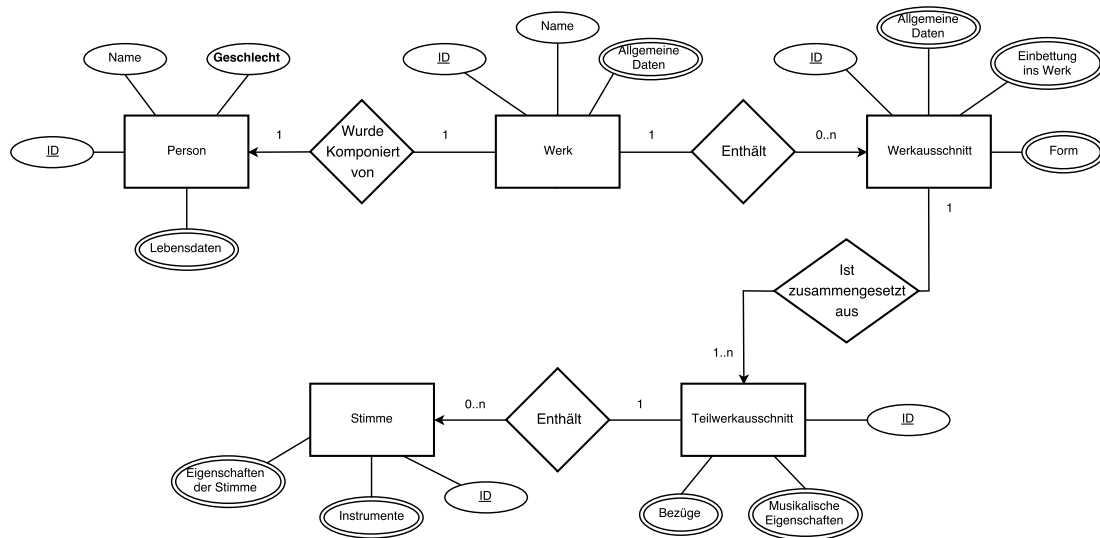 Name
Geschlecht
ID
Person
Lebensdaten
1
Wurde
Komponiert
von
1
ID
Name
Allgemeine
Daten
Werk
1
Enthält
0..n
ID
Allgemeine
Daten
Einbettung
ins Werk
Werkausschnitt
Form
1
Ist
zusammengesetzt
aus
1..n
Stimme
0..n
Enthält
1
Teilwerkausschnitt
ID
Eigenschaften
der Stimme
Instrumente
ID
Bezüge
Musikalische
Eigenschaften